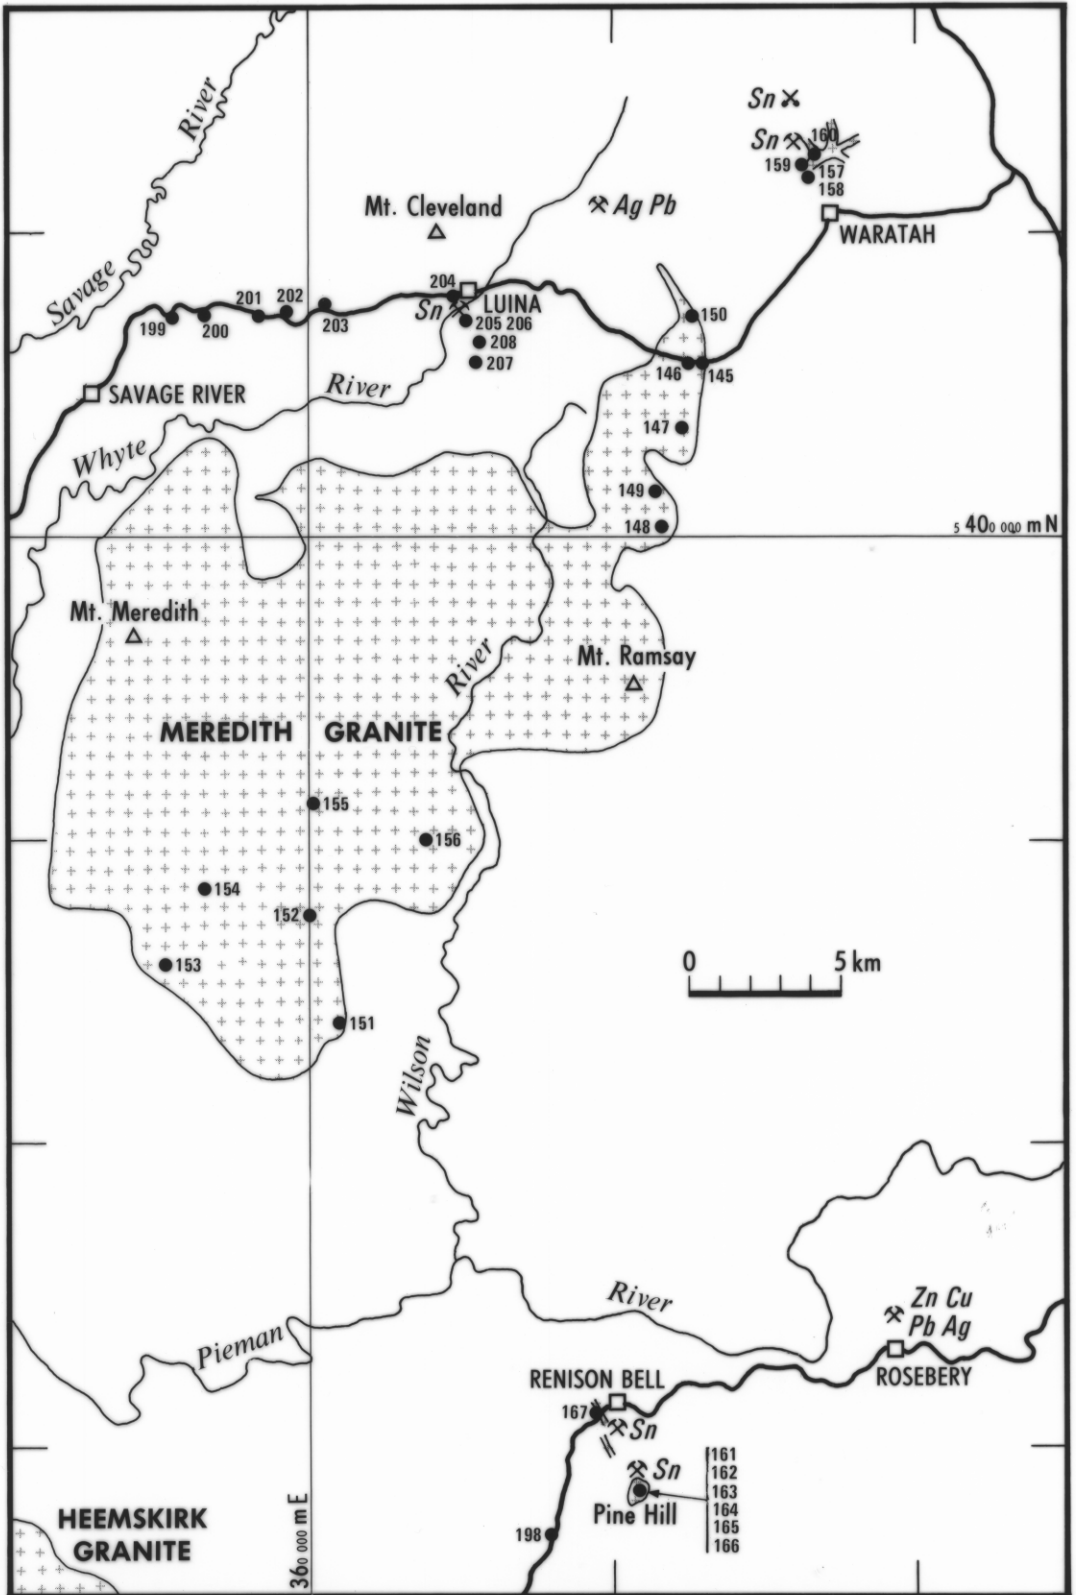 River
Savage
Mt. Cleveland
Sn
Sn
160
159
157
158
Ag Pb
WARATAH
204
LUINA
Sn
205 206
208
207
199
200
201
202
203
SAVAGE RIVER
River
Whyte
150
146
145
147
149
148
5 400 000 m N
Mt. Meredith
River
Mt. Ramsay
MEREDITH GRANITE
155
156
154
152
153
151
0 5 km
Wilson
Pieman
River
Zn Cu
Pb Ag
ROSEBERY
RENISON BELL
167
Sn
Sn
Pine Hill
161
162
163
164
165
166
198
HEEMSKIRK
GRANITE
360 000 m E